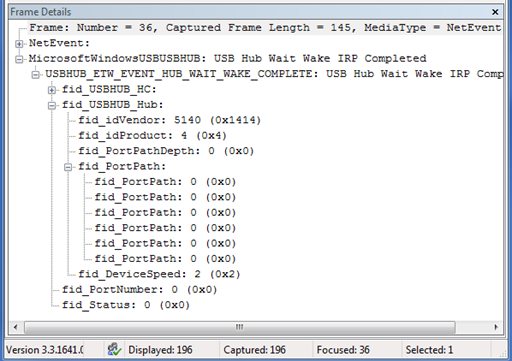 Frame Details
Frame: Number = 36, Captured Frame Length = 145, MediaType = NetEvent
NetEvent:
MicrosoftWindowsUSBUSBHUB: USB Hub Wait Wake IRP Completed
USBHUB_ETW_EVENT_HUB_WAIT_WAKE_COMPLETE: USB Hub Wait Wake IRP Comp
fid_USBHUB_HC:
fid_USBHUB_Hub:
fid_idVendor: 5140 (0x1414)
fid_idProduct: 4 (0x4)
fid_PortPathDepth: 0 (0x0)
fid_PortPath:
fid_PortPath: 0 (0x0)
fid_PortPath: 0 (0x0)
fid_PortPath: 0 (0x0)
fid_PortPath: 0 (0x0)
fid_PortPath: 0 (0x0)
fid_PortPath: 0 (0x0)
fid_DeviceSpeed: 2 (0x2)
fid_PortNumber: 0 (0x0)
fid_Status: 0 (0x0)
Version 3.3.1641.0 Displayed: 196 Captured: 196 Focused: 36 Selected: 1